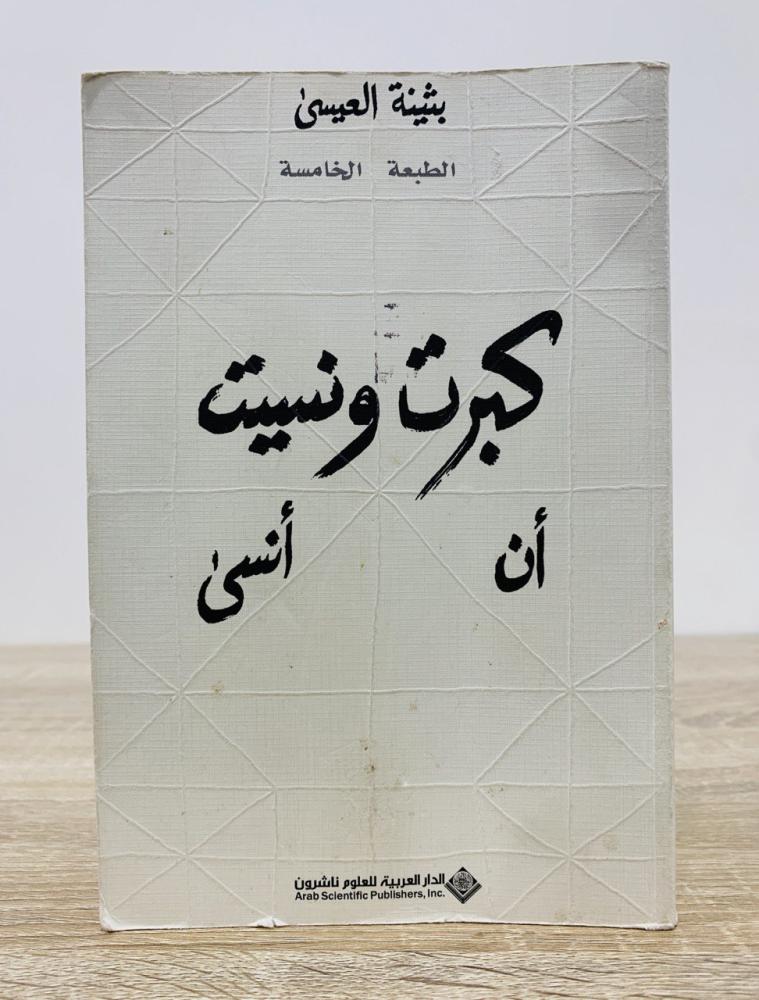 بثينة العيسى
الطبعة الخامسة
كبرت ونسيت
أن أنسى
الدار العربية للعلوم ناشرون
Arab Scientific Publishers, Inc.